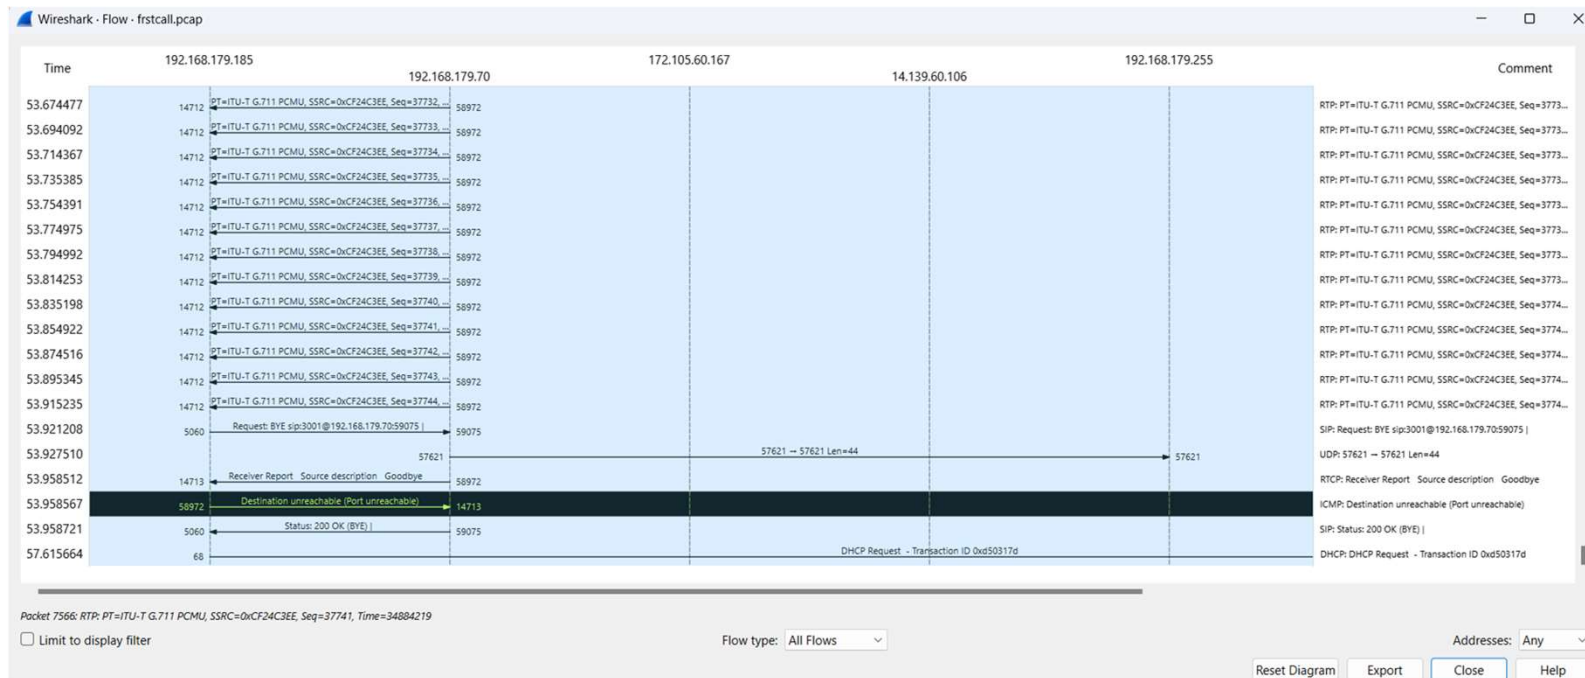 Wireshark · Flow · frstcall.pcap
Time 192.168.179.185 192.168.179.70 172.105.60.167 14.139.60.106 192.168.179.255 Comment
53.674477 14712 PT=ITU-T G.711 PCMU, SSRC=0xCF24C3EE, Seq=37732, ... 58972 RTP: PT=ITU-T G.711 PCMU, SSRC=0xCF24C3EE, Seq=3773...
53.694092 14712 PT=ITU-T G.711 PCMU, SSRC=0xCF24C3EE, Seq=37733, ... 58972 RTP: PT=ITU-T G.711 PCMU, SSRC=0xCF24C3EE, Seq=3773...
53.714367 14712 PT=ITU-T G.711 PCMU, SSRC=0xCF24C3EE, Seq=37734, ... 58972 RTP: PT=ITU-T G.711 PCMU, SSRC=0xCF24C3EE, Seq=3773...
53.735385 14712 PT=ITU-T G.711 PCMU, SSRC=0xCF24C3EE, Seq=37735, ... 58972 RTP: PT=ITU-T G.711 PCMU, SSRC=0xCF24C3EE, Seq=3773...
53.754391 14712 PT=ITU-T G.711 PCMU, SSRC=0xCF24C3EE, Seq=37736, ... 58972 RTP: PT=ITU-T G.711 PCMU, SSRC=0xCF24C3EE, Seq=3773...
53.774975 14712 PT=ITU-T G.711 PCMU, SSRC=0xCF24C3EE, Seq=37737, ... 58972 RTP: PT=ITU-T G.711 PCMU, SSRC=0xCF24C3EE, Seq=3773...
53.794992 14712 PT=ITU-T G.711 PCMU, SSRC=0xCF24C3EE, Seq=37738, ... 58972 RTP: PT=ITU-T G.711 PCMU, SSRC=0xCF24C3EE, Seq=3773...
53.814253 14712 PT=ITU-T G.711 PCMU, SSRC=0xCF24C3EE, Seq=37739, ... 58972 RTP: PT=ITU-T G.711 PCMU, SSRC=0xCF24C3EE, Seq=3773...
53.835198 14712 PT=ITU-T G.711 PCMU, SSRC=0xCF24C3EE, Seq=37740, ... 58972 RTP: PT=ITU-T G.711 PCMU, SSRC=0xCF24C3EE, Seq=3774...
53.854922 14712 PT=ITU-T G.711 PCMU, SSRC=0xCF24C3EE, Seq=37741, ... 58972 RTP: PT=ITU-T G.711 PCMU, SSRC=0xCF24C3EE, Seq=3774...
53.874516 14712 PT=ITU-T G.711 PCMU, SSRC=0xCF24C3EE, Seq=37742, ... 58972 RTP: PT=ITU-T G.711 PCMU, SSRC=0xCF24C3EE, Seq=3774...
53.895345 14712 PT=ITU-T G.711 PCMU, SSRC=0xCF24C3EE, Seq=37743, ... 58972 RTP: PT=ITU-T G.711 PCMU, SSRC=0xCF24C3EE, Seq=3774...
53.915235 14712 PT=ITU-T G.711 PCMU, SSRC=0xCF24C3EE, Seq=37744, ... 58972 RTP: PT=ITU-T G.711 PCMU, SSRC=0xCF24C3EE, Seq=3774...
53.921208 5060 Request: BYE sip:3001@192.168.179.70:59075 | 59075 SIP: Request: BYE sip:3001@192.168.179.70:59075 |
53.927510 57621 57621 → 57621 Len=44 57621 UDP: 57621 → 57621 Len=44
53.958512 14713 Receiver Report Source description Goodbye 58972 RTCP: Receiver Report Source description Goodbye
53.958567 58972 Destination unreachable (Port unreachable) 14713 ICMP: Destination unreachable (Port unreachable)
53.958721 5060 Status: 200 OK (BYE) | 59075 SIP: Status: 200 OK (BYE) |
57.615664 68 DHCP Request - Transaction ID 0xd50317d DHCP: DHCP Request - Transaction ID 0xd50317d
Packet 7566: RTP: PT=ITU-T G.711 PCMU, SSRC=0xCF24C3EE, Seq=37741, Time=34884219
Limit to display filter Flow type: All Flows Addresses: Any
Reset Diagram Export Close Help